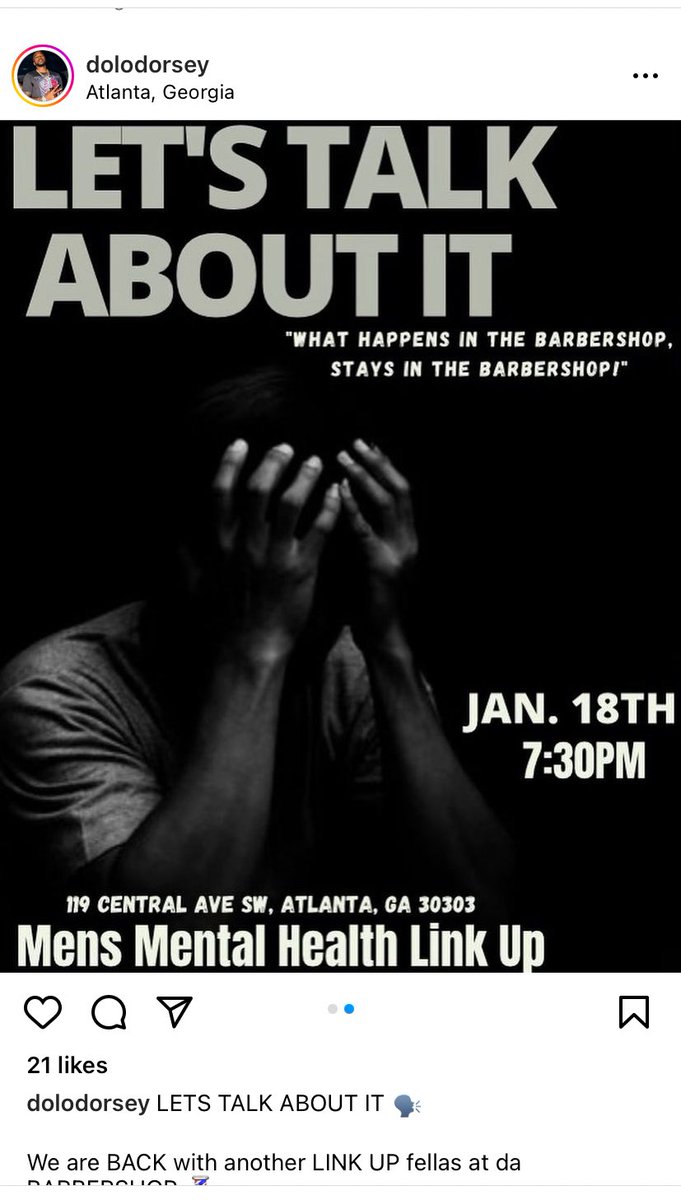 dolodorsey
Atlanta, Georgia
LET'S TALK
ABOUT IT
"WHAT HAPPENS IN THE BARBERSHOP,
STAYS IN THE BARBERSHOP!"
JAN. 18TH
7:30PM
119 CENTRAL AVE SW, ATLANTA, GA 30303
Mens Mental Health Link Up
21 likes
dolodorsey LETS TALK ABOUT IT 🗣️
We are BACK with another LINK UP fellas at da
BARBERSHOP 💈